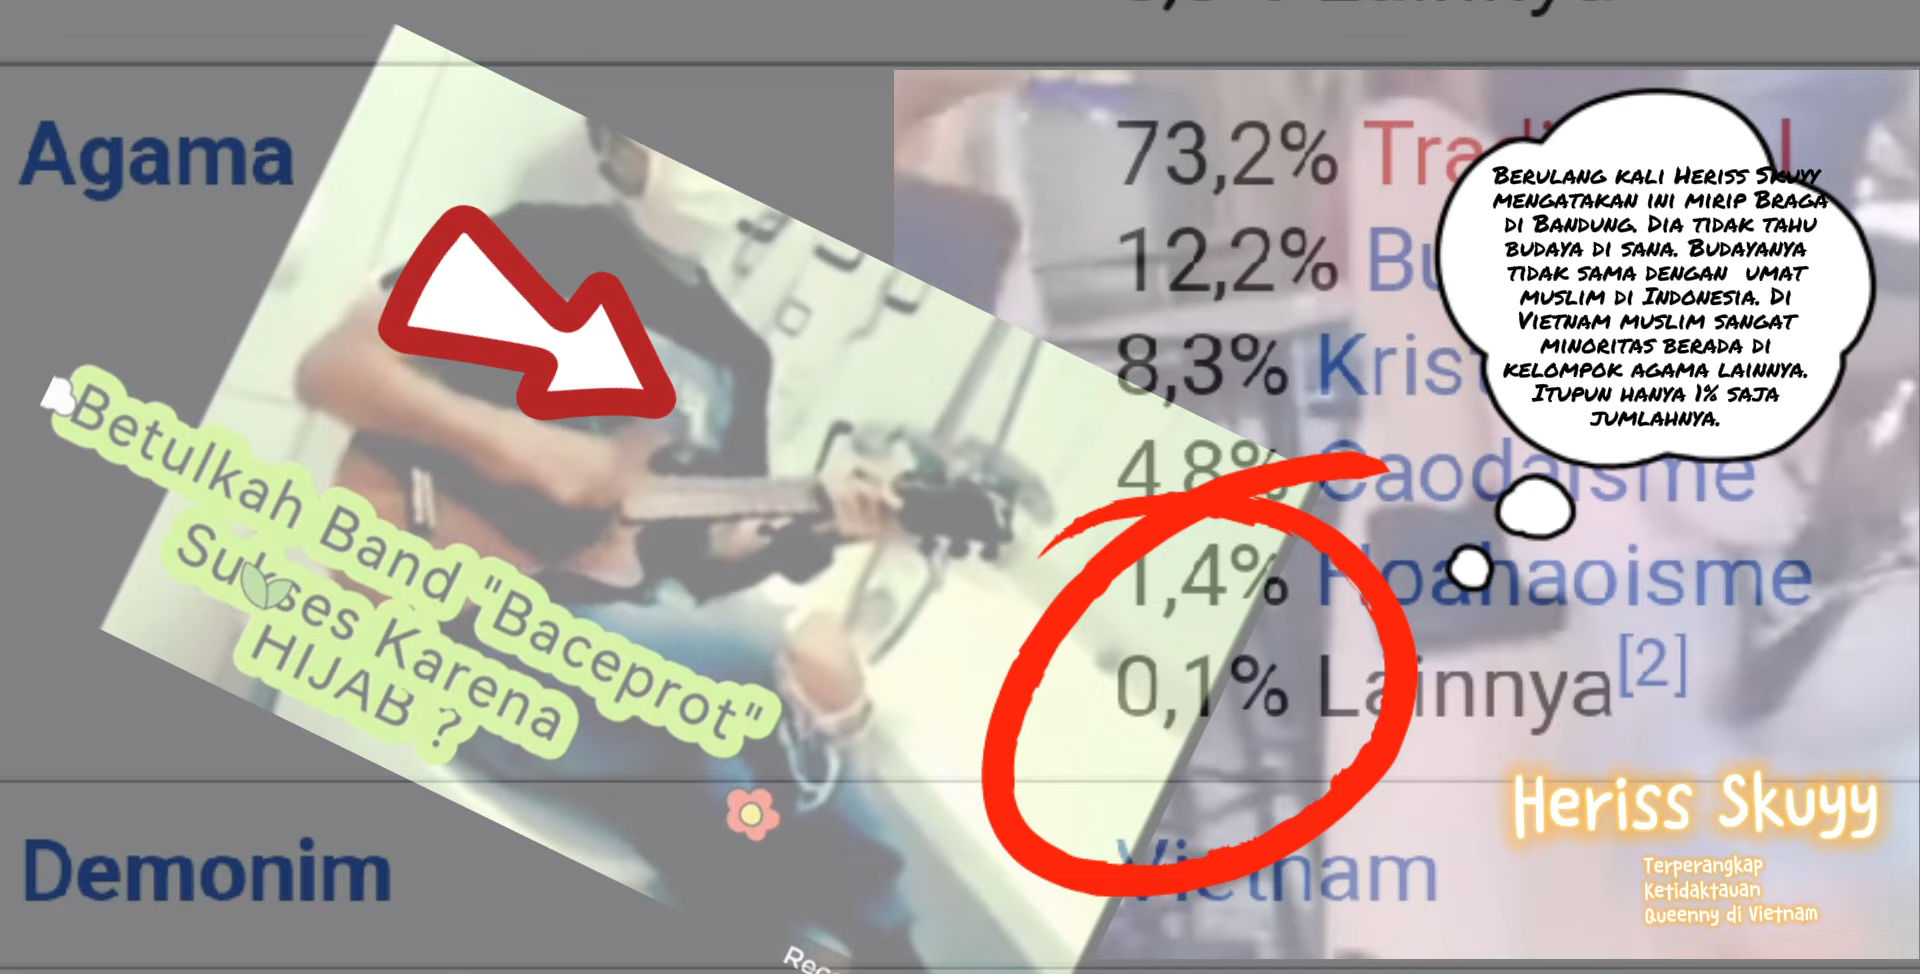 Agama
73,2% Tradisional
12,2% Bu
8,3% Krist
4,8% Caodaisme
1,4% Hoahaoisme
0,1% Lainnya[2]
Demonim
Vietnam
Betulkah Band "Baceprot"
Sukses Karena
HIJAB ?
BERULANG KALI HERISS SKUYY
MENGATAKAN INI MIRIP BRAGA
DI BANDUNG. DIA TIDAK TAHU
BUDAYA DI SANA. BUDAYANYA
TIDAK SAMA DENGAN UMAT
MUSLIM DI INDONESIA. DI
VIETNAM MUSLIM SANGAT
MINORITAS BERADA DI
KELOMPOK AGAMA LAINNYA.
ITUPUN HANYA 1% SAJA
JUMLAHNYA.
Heriss Skuyy
Terperangkap
Ketidaktauan
Queenny di Vietnam